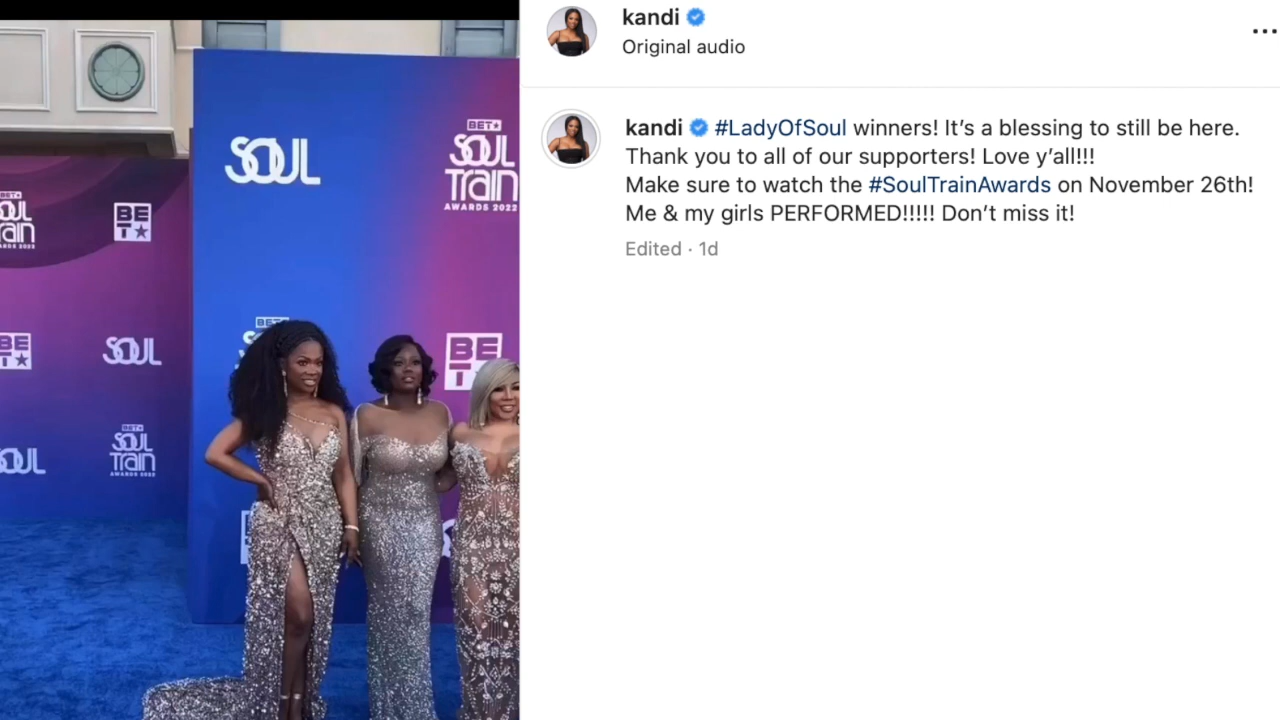 kandi
Original audio
kandi #LadyOfSoul winners! It’s a blessing to still be here.
Thank you to all of our supporters! Love y’all!!!
Make sure to watch the #SoulTrainAwards on November 26th!
Me & my girls PERFORMED!!!!! Don’t miss it!
Edited · 1d
SOUL
BET★
SOUL
TRAIN
AWARDS 2022
BET★
SOUL
BET
SOUL
TRAIN
AWARDS 2022